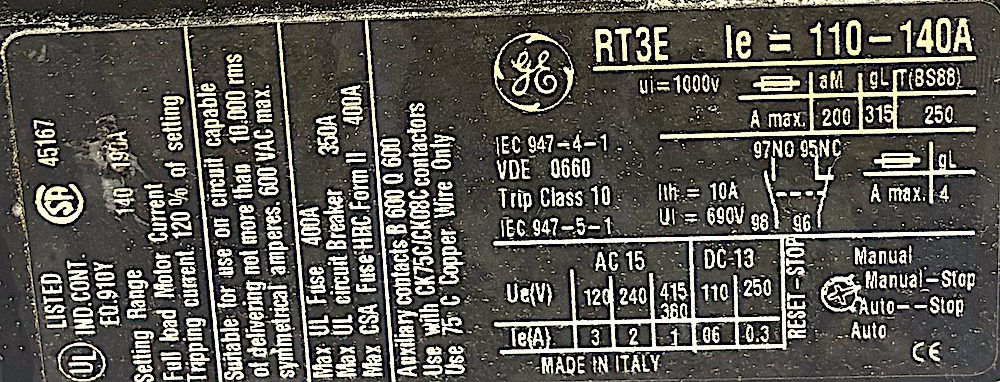 LISTED 45167
UL IND.CONT.
E0.910Y
Setting Range 140 190A
Full load Motor Current
Tripping current. 120 % of setting
Suitable for use on circuit capable
of delivering not more than 10.000 rms
symmetrical amperes. 600 VAC max.
Max UL Fuse 400A
Max UL circuit Breaker 350A
Max CSA Fuse HBC Form II 400A
Auxiliary contacts B 600 Q 600
Use with CK75C/CK08C contactors
Use 75°C Copper Wire Only
GE
RT3E Ie = 110-140A
ui=1000v
aM gL T(BS88)
A max. 200 315 250
IEC 947-4-1
VDE 0660
Trip Class 10
IEC 947-5-1
97NO 95NC
Ith = 10A
UI = 690V
98 96
gL
A max. 4
AC 15 DC-13
Ue(V) 120 240 415 360 110 250
Ie(A) 3 2 1 06 0.3
MADE IN ITALY
RESET-STOP
Manual
Manual-Stop
Auto--Stop
Auto
CE